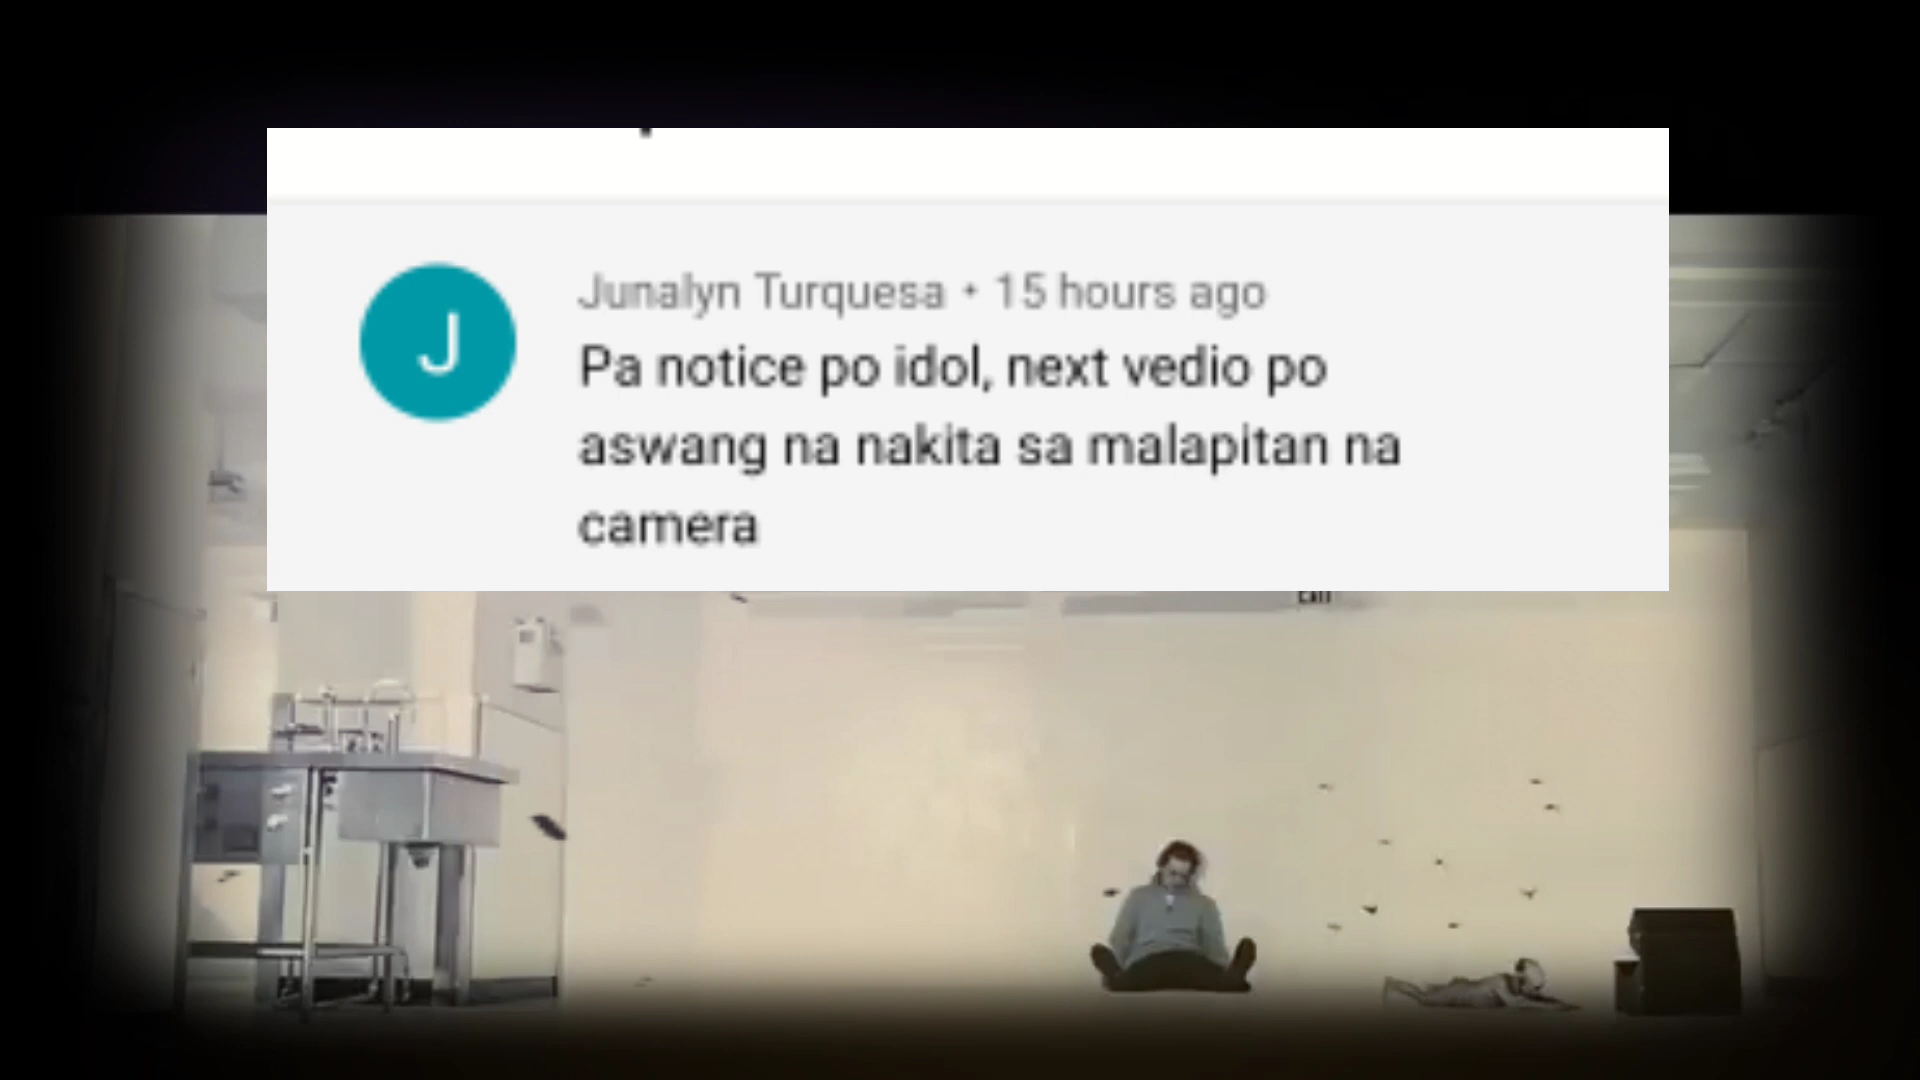 J
Junalyn Turquesa • 15 hours ago
Pa notice po idol, next vedio po
aswang na nakita sa malapitan na
camera
EXIT